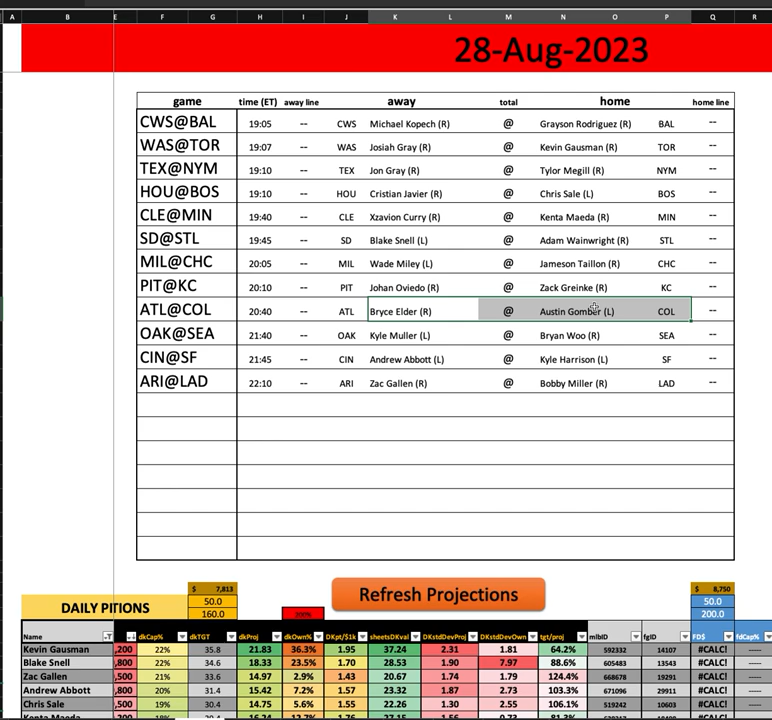 A B E F G H I J K L M N O P Q R
28-Aug-2023
game time (ET) away line away total home home line
CWS@BAL 19:05 -- CWS Michael Kopech (R) @ Grayson Rodriguez (R) BAL --
WAS@TOR 19:07 -- WAS Josiah Gray (R) @ Kevin Gausman (R) TOR --
TEX@NYM 19:10 -- TEX Jon Gray (R) @ Tylor Megill (R) NYM --
HOU@BOS 19:10 -- HOU Cristian Javier (R) @ Chris Sale (L) BOS --
CLE@MIN 19:40 -- CLE Xzavion Curry (R) @ Kenta Maeda (R) MIN --
SD@STL 19:45 -- SD Blake Snell (L) @ Adam Wainwright (R) STL --
MIL@CHC 20:05 -- MIL Wade Miley (L) @ Jameson Taillon (R) CHC --
PIT@KC 20:10 -- PIT Johan Oviedo (R) @ Zack Greinke (R) KC --
ATL@COL 20:40 -- ATL Bryce Elder (R) @ Austin Gomber (L) COL --
OAK@SEA 21:40 -- OAK Kyle Muller (L) @ Bryan Woo (R) SEA --
CIN@SF 21:45 -- CIN Andrew Abbott (L) @ Kyle Harrison (L) SF --
ARI@LAD 22:10 -- ARI Zac Gallen (R) @ Bobby Miller (R) LAD --
$ 7,813 Refresh Projections $ 8,750
DAILY PITIONS 50.0 50.0
160.0 200.0
Name dkCap% dkTGT dkProj dkOwn% DKpt/$1k sheetsDKval DKstdDevProj DKstdDevOwn tgt/proj mlbID fgID FD$ fdCap%
Kevin Gausman ,200 22% 35.8 21.83 36.3% 1.95 37.24 2.31 1.81 64.2% 592332 14107 #CALC!
Blake Snell ,800 22% 34.6 18.33 23.5% 1.70 28.53 1.90 7.97 88.6% 605483 13543 #CALC!
Zac Gallen ,500 21% 33.6 14.97 2.9% 1.43 20.67 1.74 1.79 124.4% 668678 19291 #CALC!
Andrew Abbott ,800 20% 31.4 15.42 7.2% 1.57 23.32 1.87 2.73 103.3% 671096 29911 #CALC!
Chris Sale ,500 19% 30.4 14.75 5.6% 1.55 22.26 1.30 2.55 106.1% 519242 10603 #CALC!
Kenta Maeda